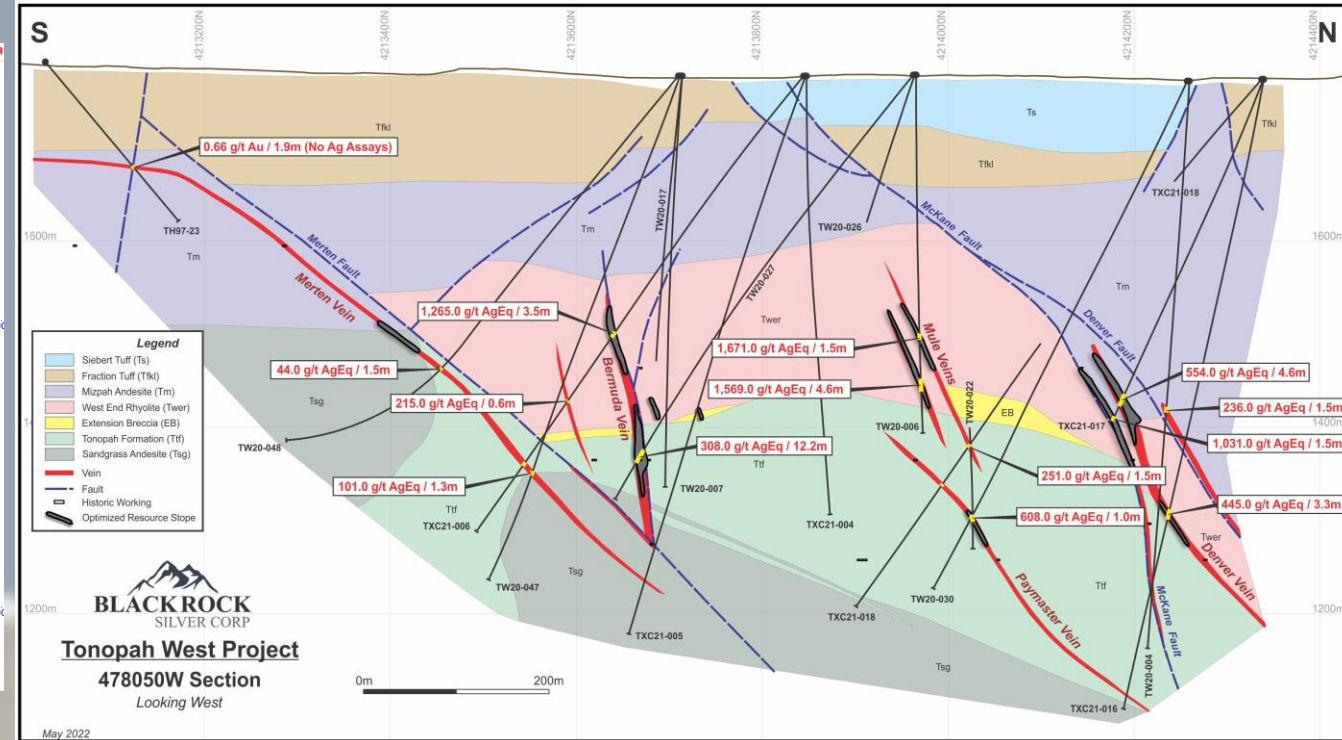 S
N
4213200N
4213400N
4213600N
4213800N
4214000N
4214200N
4214400N
Ts
Tfkl
Tfkl
Tfkl
0.66 g/t Au / 1.9m (No Ag Assays)
TXC21-018
TW20-017
TH97-23
TW20-026
McKane Fault
1600m
1600m
Tm
Tm
Merten Fault
TW20-027
Tm
Merten Vein
1,265.0 g/t AgEq / 3.5m
Twer
Denver Fault
1,671.0 g/t AgEq / 1.5m
Mule Veins
Bermuda Vein
44.0 g/t AgEq / 1.5m
554.0 g/t AgEq / 4.6m
1,569.0 g/t AgEq / 4.6m
TW20-022
215.0 g/t AgEq / 0.6m
Tsg
236.0 g/t AgEq / 1.5m
EB
TXC21-017
TW20-006
1400m
1400m
1,031.0 g/t AgEq / 1.5m
TW20-048
308.0 g/t AgEq / 12.2m
Ttf
251.0 g/t AgEq / 1.5m
101.0 g/t AgEq / 1.3m
TW20-007
445.0 g/t AgEq / 3.3m
Ttf
608.0 g/t AgEq / 1.0m
TXC21-006
TXC21-004
Twer
Tsg
Ttf
Denver Vein
TW20-047
TW20-030
Paymaster Vein
McKane Fault
1200m
1200m
TXC21-018
TXC21-005
TW20-004
Tsg
TXC21-016
Legend
Siebert Tuff (Ts)
Fraction Tuff (Tfkl)
Mizpah Andesite (Tm)
West End Rhyolite (Twer)
Extension Breccia (EB)
Tonopah Formation (Ttf)
Sandgrass Andesite (Tsg)
Vein
Fault
Historic Working
Optimized Resource Stope
BLACKROCK
SILVER CORP
Tonopah West Project
478050W Section
Looking West
0m
200m
May 2022